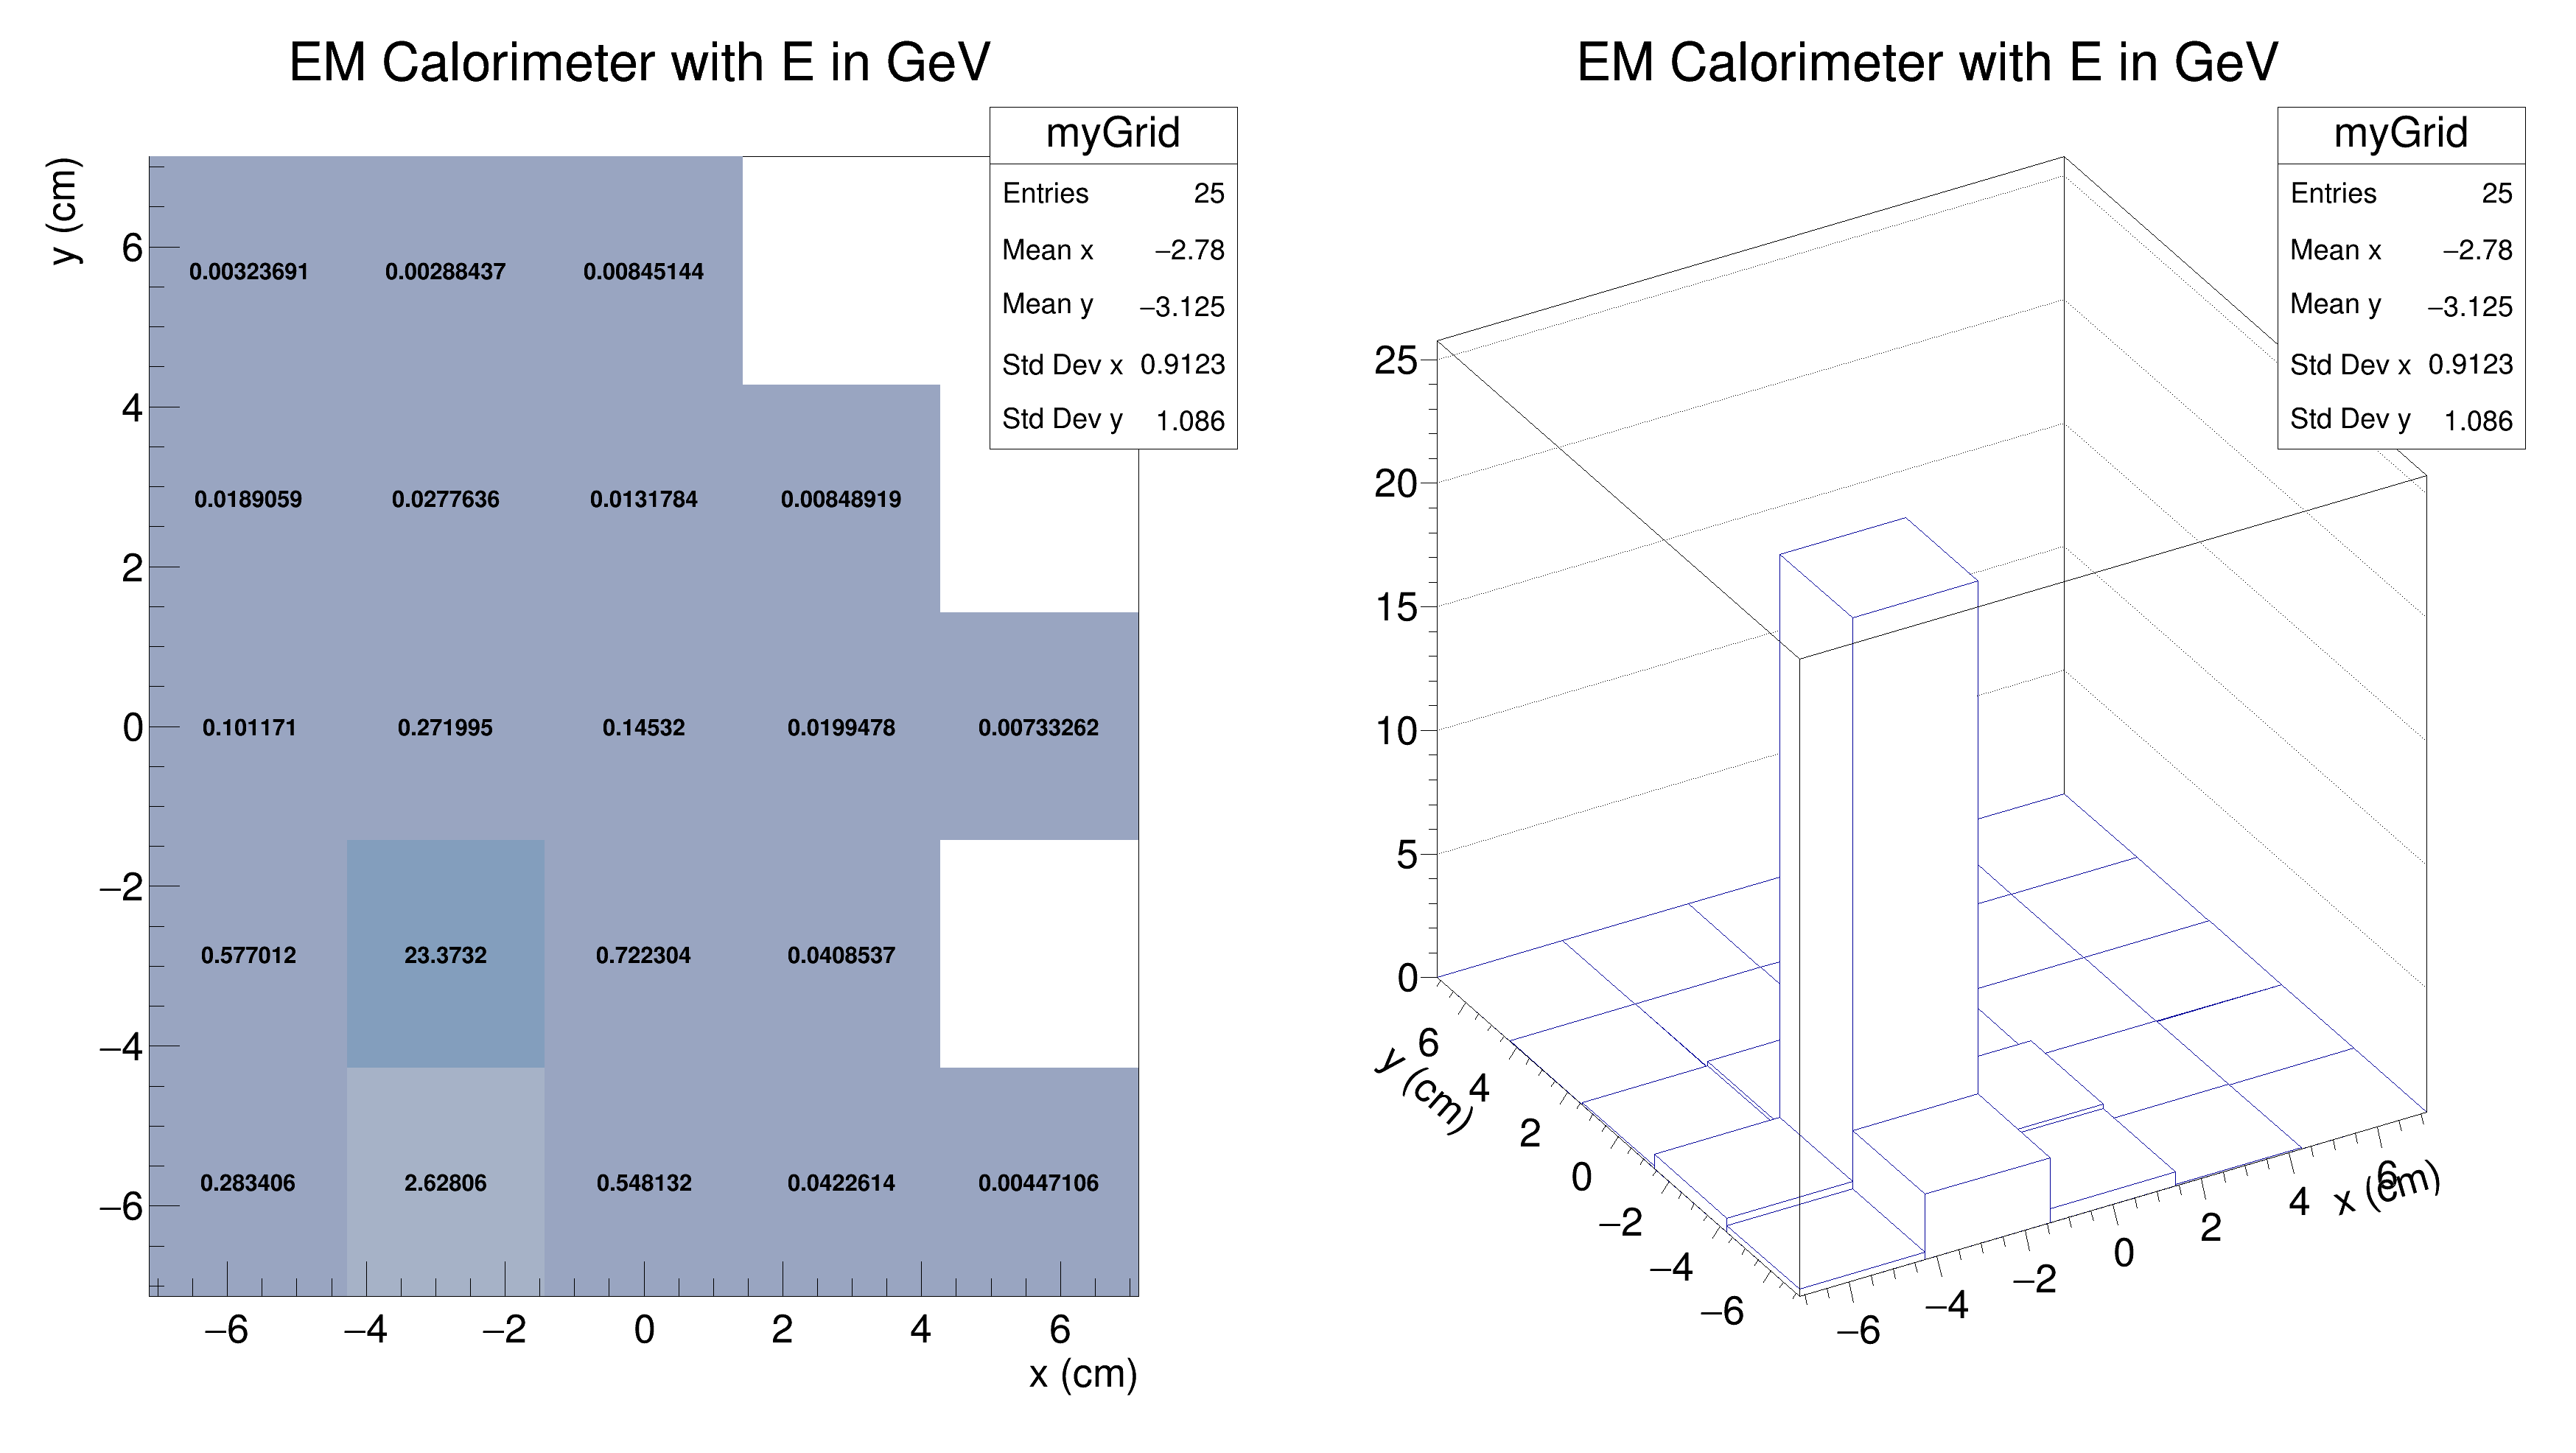 EM Calorimeter with E in GeV
myGrid
Entries 25
Mean x −2.78
Mean y −3.125
Std Dev x 0.9123
Std Dev y 1.086
y (cm)
6
4
2
0
−2
−4
−6
0.00323691 0.00288437 0.00845144
0.0189059 0.0277636 0.0131784 0.00848919
0.101171 0.271995 0.14532 0.0199478 0.00733262
0.577012 23.3732 0.722304 0.0408537
0.283406 2.62806 0.548132 0.0422614 0.00447106
−6 −4 −2 0 2 4 6
x (cm)
EM Calorimeter with E in GeV
myGrid
Entries 25
Mean x −2.78
Mean y −3.125
Std Dev x 0.9123
Std Dev y 1.086
25
20
15
10
5
0
6
4
2
0
−2
−4
−6
y (cm)
−6 −4 −2 0 2 4 6
x (cm)